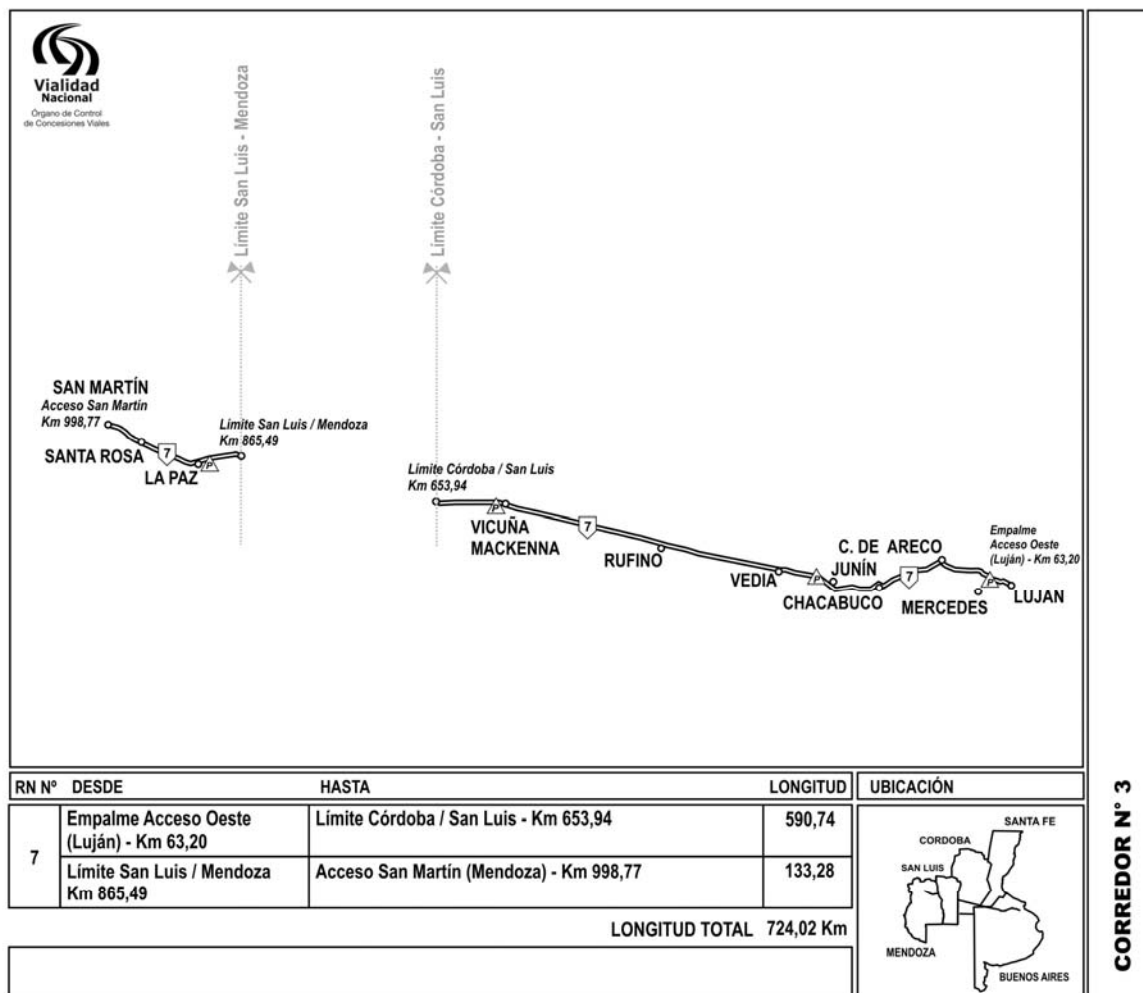 Vialidad
Nacional
Órgano de Control
de Concesiones Viales
Límite San Luis - Mendoza
Límite Córdoba - San Luis
SAN MARTÍN
Acceso San Martín
Km 998,77
SANTA ROSA
7
LA PAZ
P
Límite San Luis / Mendoza
Km 865,49
Límite Córdoba / San Luis
Km 653,94
P
VICUÑA
MACKENNA
7
RUFINO
VEDIA
P
JUNÍN
CHACABUCO
C. DE ARECO
7
MERCEDES
P
Empalme
Acceso Oeste
(Luján) - Km 63,20
LUJAN
RN Nº DESDE HASTA LONGITUD
7
Empalme Acceso Oeste
(Luján) - Km 63,20
Límite Córdoba / San Luis - Km 653,94
590,74
Límite San Luis / Mendoza
Km 865,49
Acceso San Martín (Mendoza) - Km 998,77
133,28
LONGITUD TOTAL 724,02 Km
UBICACIÓN
SANTA FE
CORDOBA
SAN LUIS
MENDOZA
BUENOS AIRES
CORREDOR N° 3